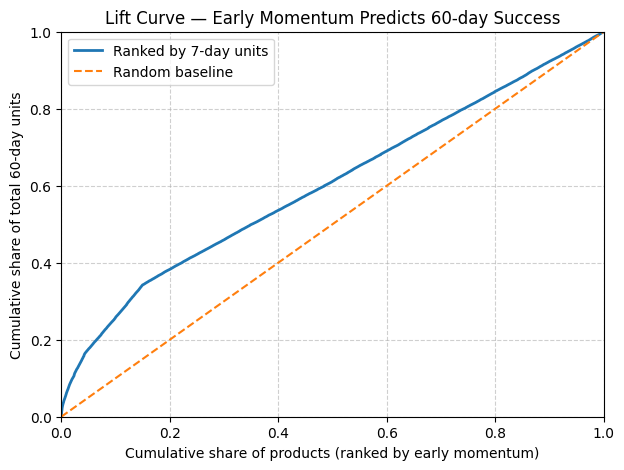 Lift Curve — Early Momentum Predicts 60-day Success
Ranked by 7-day units
Random baseline
Cumulative share of total 60-day units
1.0
0.8
0.6
0.4
0.2
0.0
0.0 0.2 0.4 0.6 0.8 1.0
Cumulative share of products (ranked by early momentum)